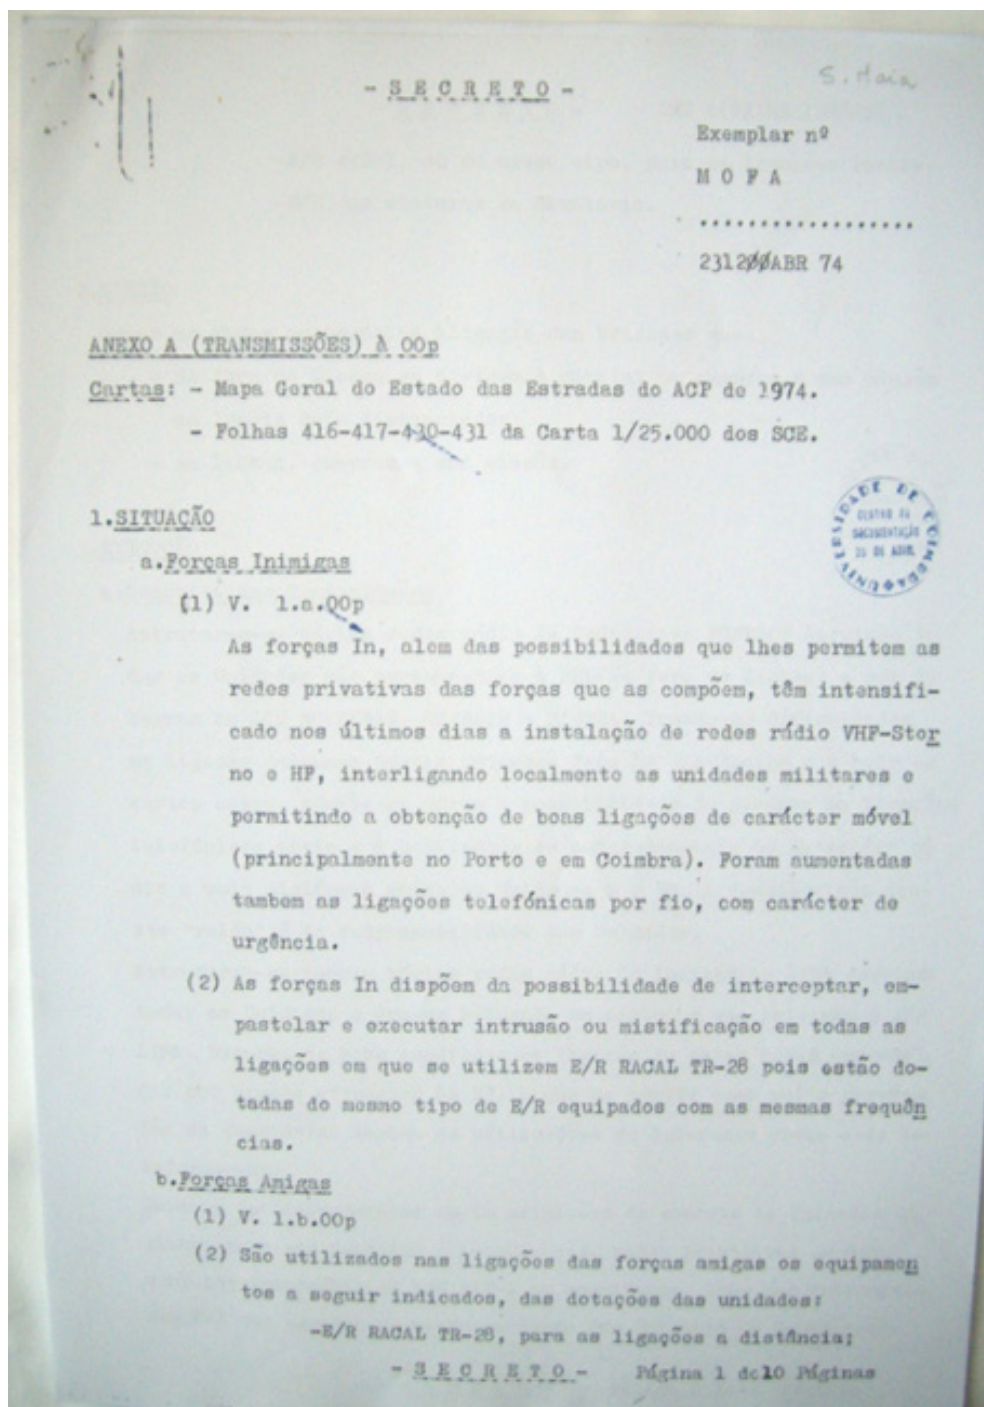 S. Maia
- S E C R E T O -
Exemplar nº
M O F A
..................
231200ABR 74
ANEXO A (TRANSMISSÕES) À OOp
Cartas: - Mapa Geral do Estado das Estradas do ACP de 1974.
- Folhas 416-417-430-431 da Carta 1/25.000 dos SCE.
UNIVERSIDADE DE COIMBRA
CENTRO DE
DOCUMENTAÇÃO
25 DE ABRIL
1.SITUAÇÃO
a.Forças Inimigas
(1) V. 1.a.OOp
As forças In, alem das possibilidades que lhes permitem as
redes privativas das forças que as compõem, têm intensifi-
cado nos últimos dias a instalação de redes rádio VHF-Stor
no e HF, interligando localmente as unidades militares e
permitindo a obtenção de boas ligações de carácter móvel
(principalmente no Porto e em Coimbra). Foram aumentadas
tambem as ligações telefónicas por fio, com carácter de
urgência.
(2) As forças In dispõem da possibilidade de interceptar, em-
pastelar e executar intrusão ou mistificação em todas as
ligações em que se utilizem E/R RACAL TR-28 pois estão do-
tadas do mesmo tipo de E/R equipados com as mesmas frequên
cias.
b.Forças Amigas
(1) V. 1.b.OOp
(2) São utilizados nas ligações das forças amigas os equipamen
tos a seguir indicados, das dotações das unidades:
-E/R RACAL TR-28, para as ligações a distância;
- S E C R E T O - Página 1 de 10 Páginas